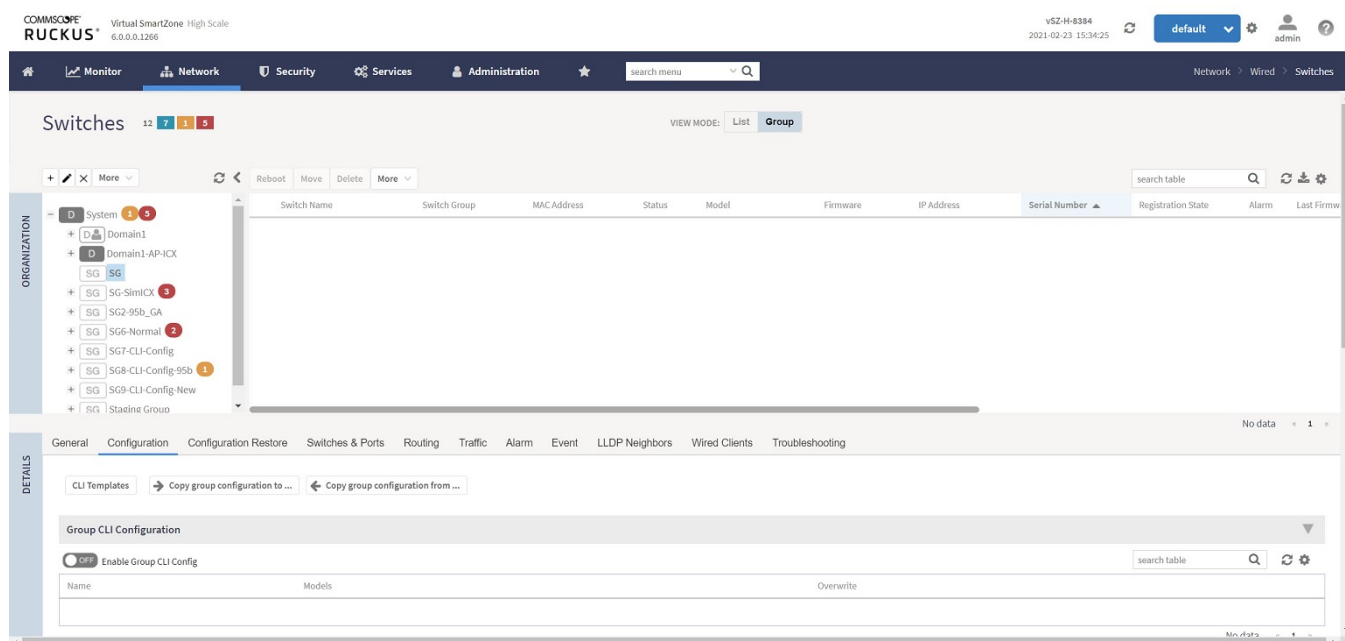 COMMSCOPE
RUCKUS
Virtual SmartZone High Scale
6.0.0.0.1266
vSZ-H-8384
2021-02-23 15:34:25
default
admin
Monitor Network Security Services Administration search menu Network > Wired > Switches
Switches 12 7 1 5 VIEW MODE: List Group
More Reboot Move Delete More search table
Switch Name Switch Group MAC Address Status Model Firmware IP Address Serial Number Registration State Alarm Last Firmw
ORGANIZATION
D System 1 5
D Domain1
D Domain1-AP-ICX
SG SG
SG SG-SimICX 3
SG SG2-95b_GA
SG SG6-Normal 2
SG SG7-CLI-Config
SG SG8-CLI-Config-95b 1
SG SG9-CLI-Config-New
SG Staging Group
No data « 1 »
General Configuration Configuration Restore Switches & Ports Routing Traffic Alarm Event LLDP Neighbors Wired Clients Troubleshooting
DETAILS
CLI Templates Copy group configuration to ... Copy group configuration from ...
Group CLI Configuration
OFF Enable Group CLI Config search table
Name Models Overwrite
No data « 1 »